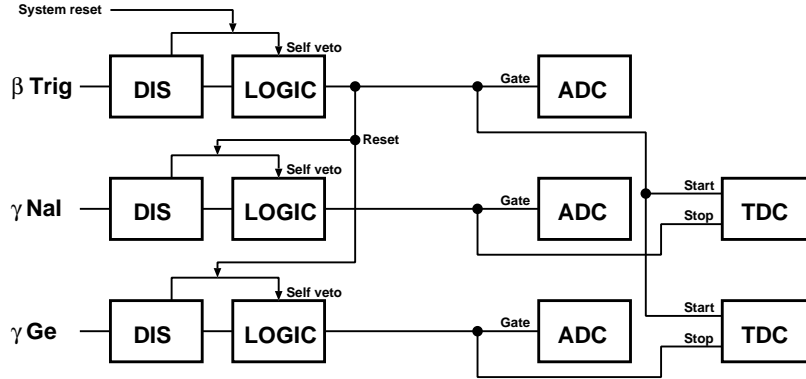 System reset
Self veto
β Trig
DIS
LOGIC
Gate
ADC
Reset
Self veto
γ NaI
DIS
LOGIC
Gate
ADC
Start
Stop
TDC
Self veto
γ Ge
DIS
LOGIC
Gate
ADC
Start
Stop
TDC